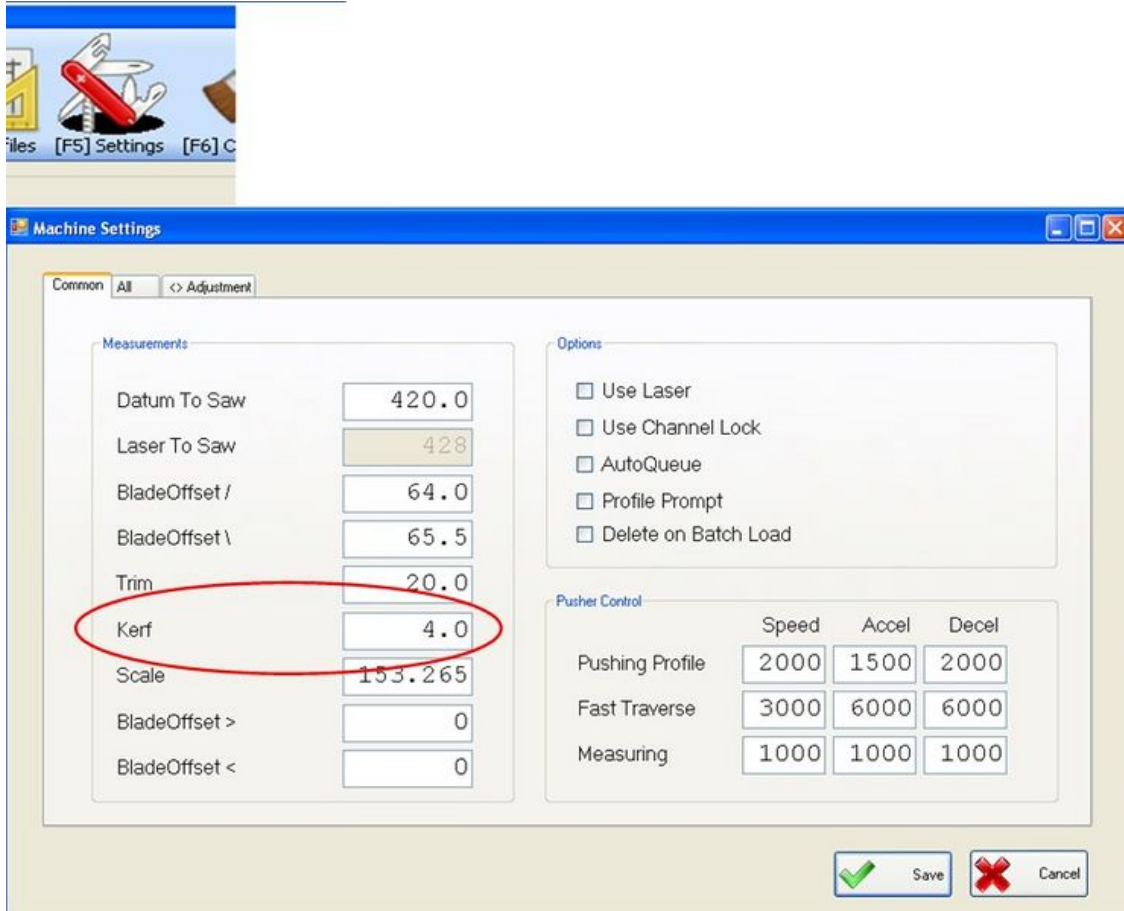 [F5] Settings [F6]
Machine Settings
Common All <> Adjustment
Measurements
Datum To Saw 420.0
Laser To Saw 428
BladeOffset / 64.0
BladeOffset \ 65.5
Trim 20.0
Kerf 4.0
Scale 153.265
BladeOffset > 0
BladeOffset < 0
Options
Use Laser
Use Channel Lock
AutoQueue
Profile Prompt
Delete on Batch Load
Pusher Control
Speed Accel Decel
Pushing Profile 2000 1500 2000
Fast Traverse 3000 6000 6000
Measuring 1000 1000 1000
Save Cancel